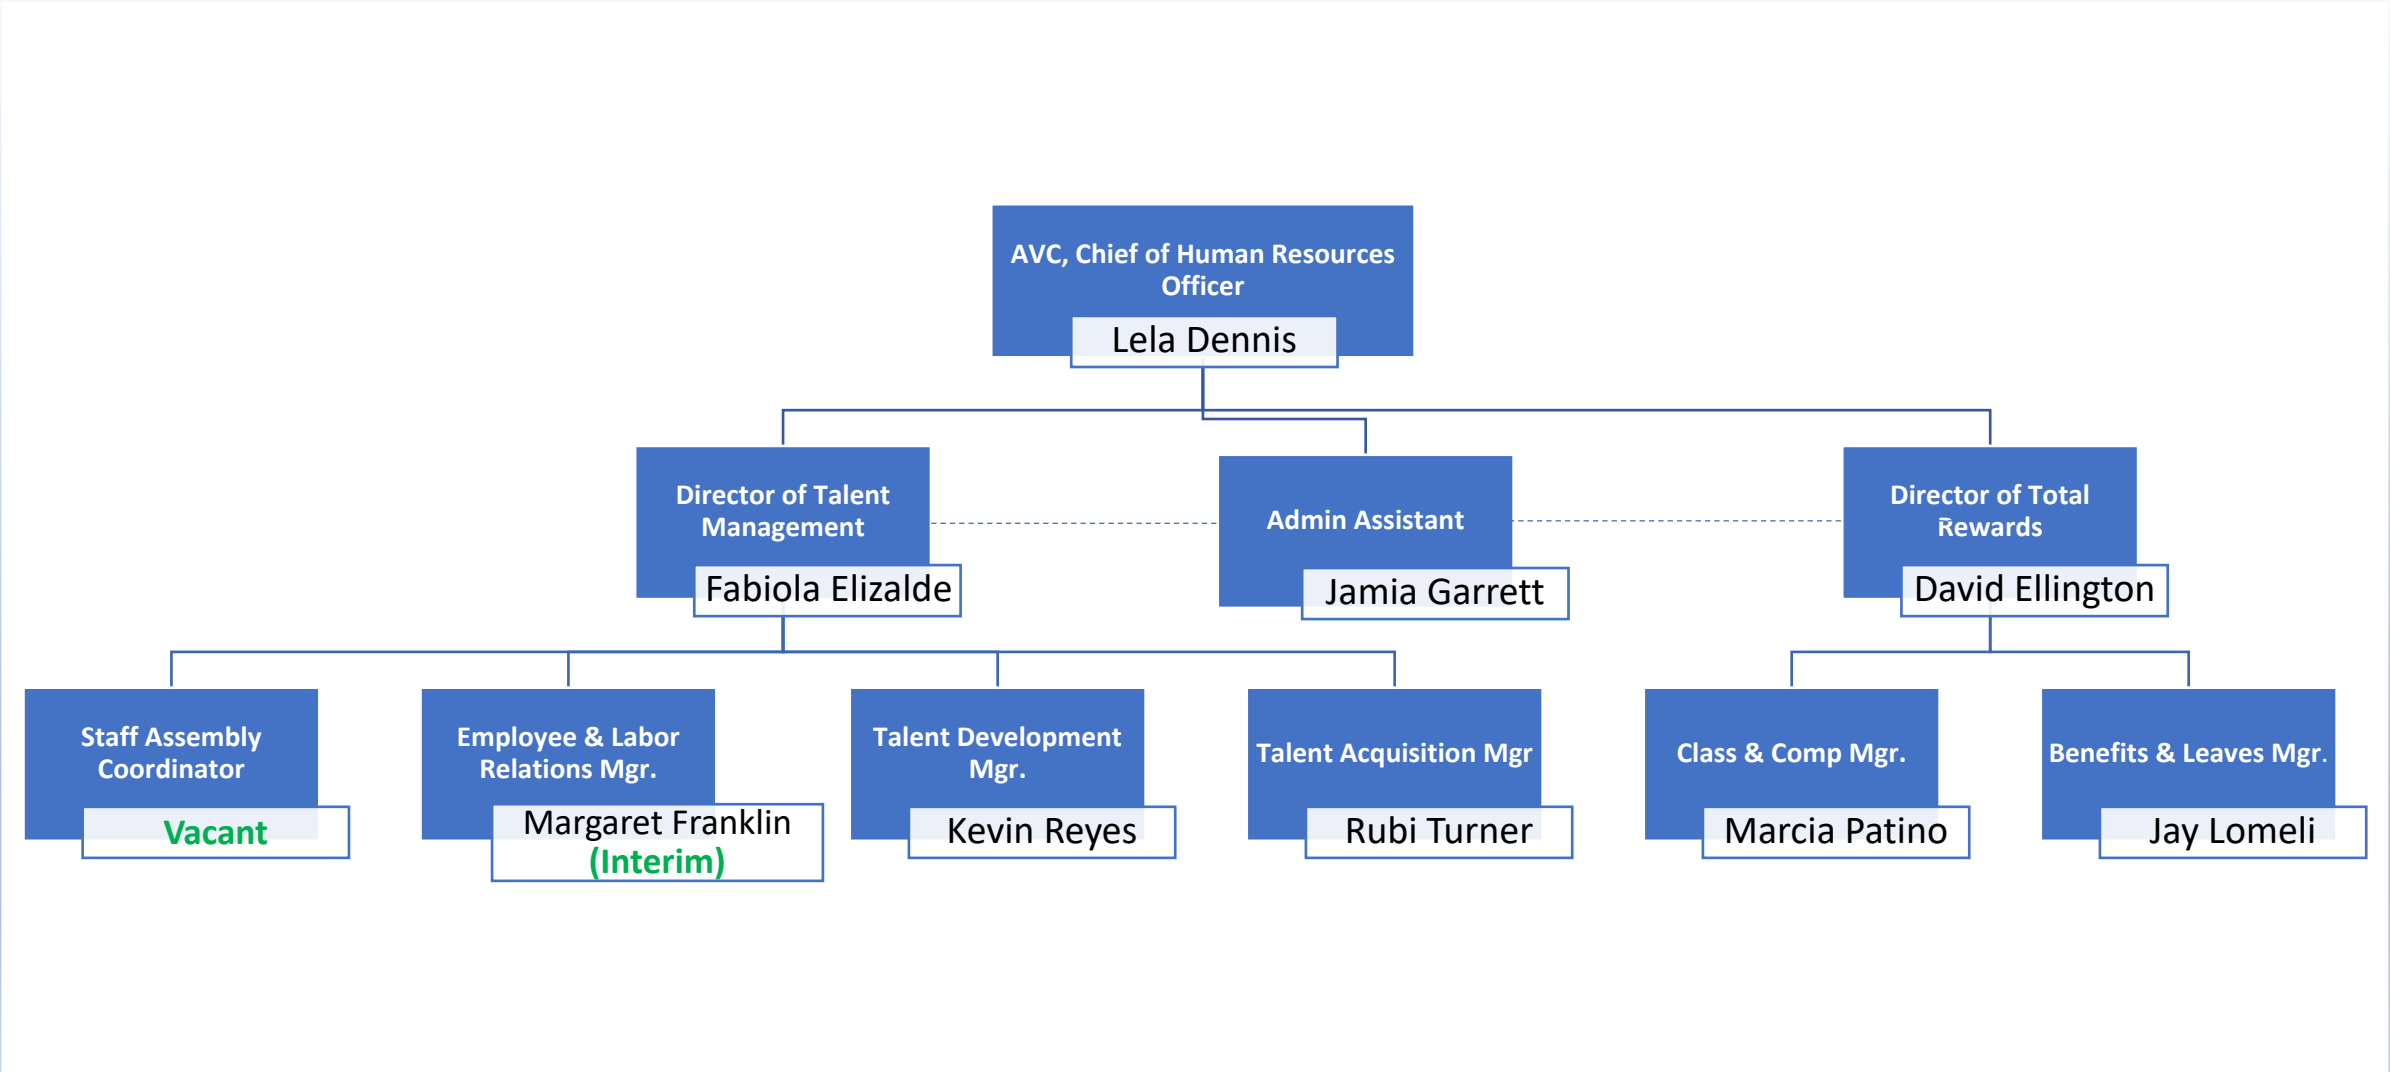 AVC, Chief of Human Resources
Officer
Lela Dennis
Director of Talent
Management
Fabiola Elizalde
Admin Assistant
Jamia Garrett
Director of Total
Rewards
David Ellington
Staff Assembly
Coordinator
Vacant
Employee & Labor
Relations Mgr.
Margaret Franklin
(Interim)
Talent Development
Mgr.
Kevin Reyes
Talent Acquisition Mgr
Rubi Turner
Class & Comp Mgr.
Marcia Patino
Benefits & Leaves Mgr.
Jay Lomeli